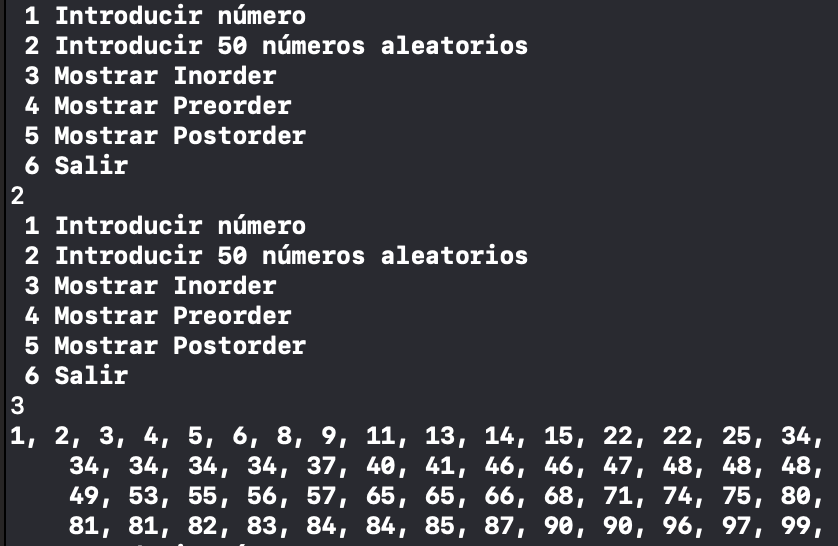 1 Introducir número
2 Introducir 50 números aleatorios
3 Mostrar Inorder
4 Mostrar Preorder
5 Mostrar Postorder
6 Salir
2
1 Introducir número
2 Introducir 50 números aleatorios
3 Mostrar Inorder
4 Mostrar Preorder
5 Mostrar Postorder
6 Salir
3
1, 2, 3, 4, 5, 6, 8, 9, 11, 13, 14, 15, 22, 22, 25, 34,
34, 34, 34, 34, 37, 40, 41, 46, 46, 47, 48, 48, 48,
49, 53, 55, 56, 57, 65, 65, 66, 68, 71, 74, 75, 80,
81, 81, 82, 83, 84, 84, 85, 87, 90, 90, 96, 97, 99,